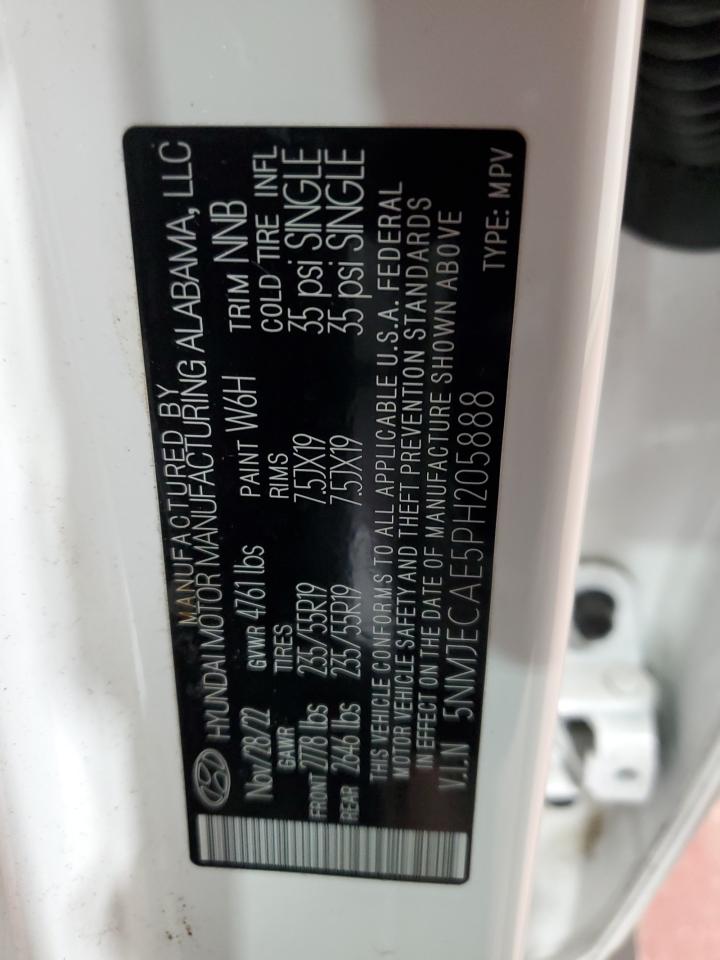 MANUFACTURED BY
HYUNDAI MOTOR MANUFACTURING ALABAMA, LLC
Nov/28/22 GVWR 4761 lbs PAINT W6H TRIM NNB
GAWR TIRES RIMS COLD TIRE INFL
FRONT 2778 lbs 235/55R19 7.5JX19 35 psi SINGLE
REAR 2646 lbs 235/55R19 7.5JX19 35 psi SINGLE
THIS VEHICLE CONFORMS TO ALL APPLICABLE U.S.A. FEDERAL
MOTOR VEHICLE SAFETY AND THEFT PREVENTION STANDARDS
IN EFFECT ON THE DATE OF MANUFACTURE SHOWN ABOVE
V.I.N 5NMJECAE5PH205888
TYPE: MPV